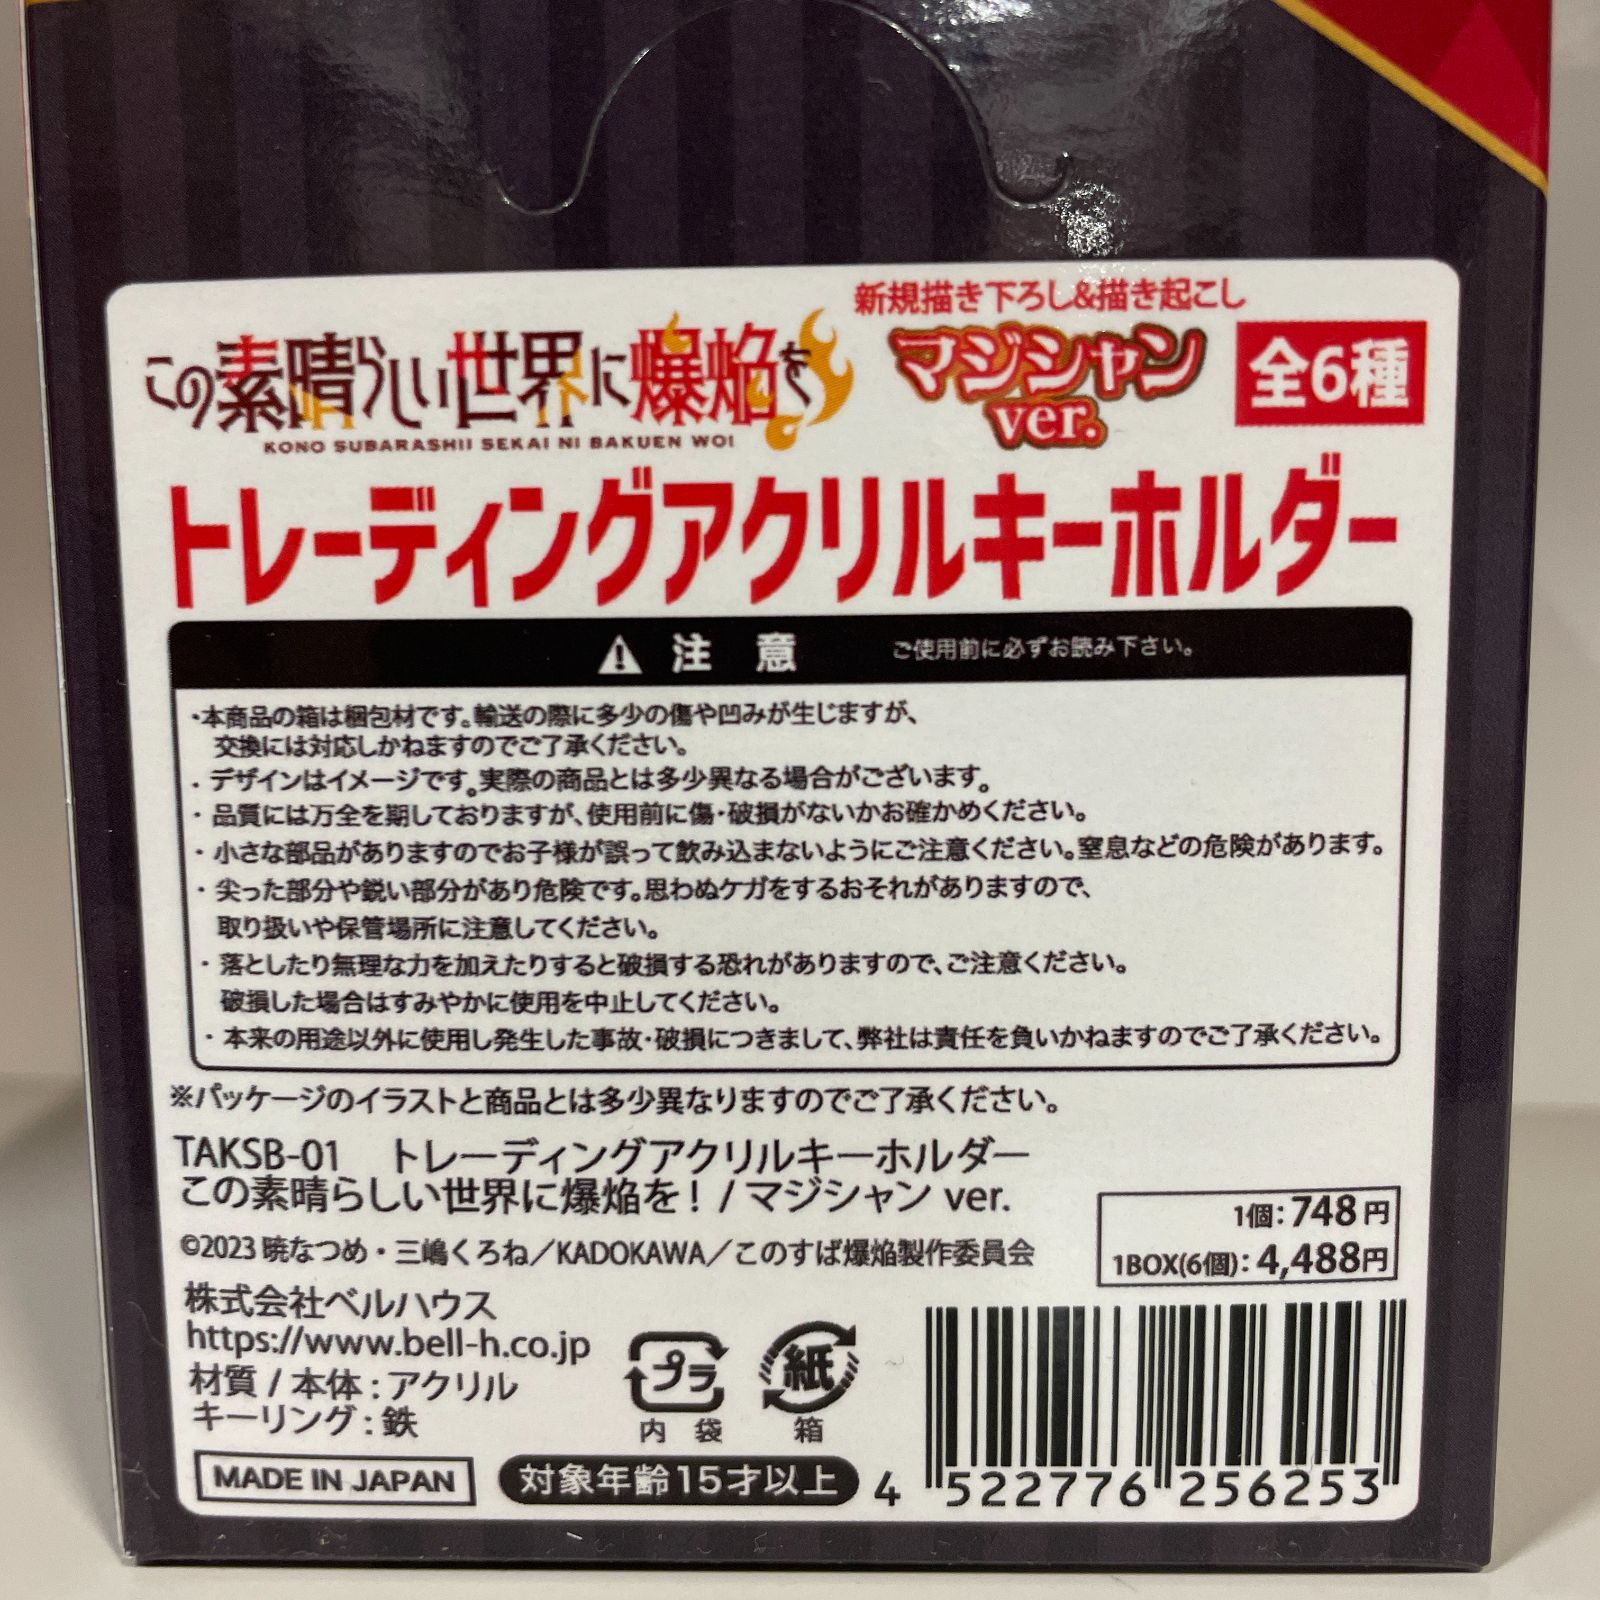 新規描き下ろし&描き起こし
この素晴らしい世界に爆焔を!
KONO SUBARASHII SEKAI NI BAKUEN WO!
マジシャン
ver.
全6種
トレーディングアクリルキーホルダー
注意 ご使用前に必ずお読み下さい。
・本商品の箱は梱包材です。輸送の際に多少の傷や凹みが生じますが、
交換には対応しかねますのでご了承ください。
・デザインはイメージです。実際の商品とは多少異なる場合がございます。
・品質には万全を期しておりますが、使用前に傷・破損がないかお確かめください。
・小さな部品がありますのでお子様が誤って飲み込まないようにご注意ください。窒息などの危険があります。
・尖った部分や鋭い部分があり危険です。思わぬケガをするおそれがありますので、
取り扱いや保管場所に注意してください。
・落としたり無理な力を加えたりすると破損する恐れがありますので、ご注意ください。
破損した場合はすみやかに使用を中止してください。
・本来の用途以外に使用し発生した事故・破損につきまして、弊社は責任を負いかねますのでご了承ください。
※パッケージのイラストと商品とは多少異なりますのでご了承ください。
TAKSB-01 トレーディングアクリルキーホルダー
この素晴らしい世界に爆焔を! / マジシャン ver.
1個:748円
1BOX(6個):4,488円
©2023 暁なつめ・三嶋くろね/KADOKAWA/このすば爆焔製作委員会
株式会社ベルハウス
https://www.bell-h.co.jp
材質 / 本体:アクリル
キーリング:鉄
プラ
内袋
紙
箱
MADE IN JAPAN
対象年齢15才以上
4 522776 256253